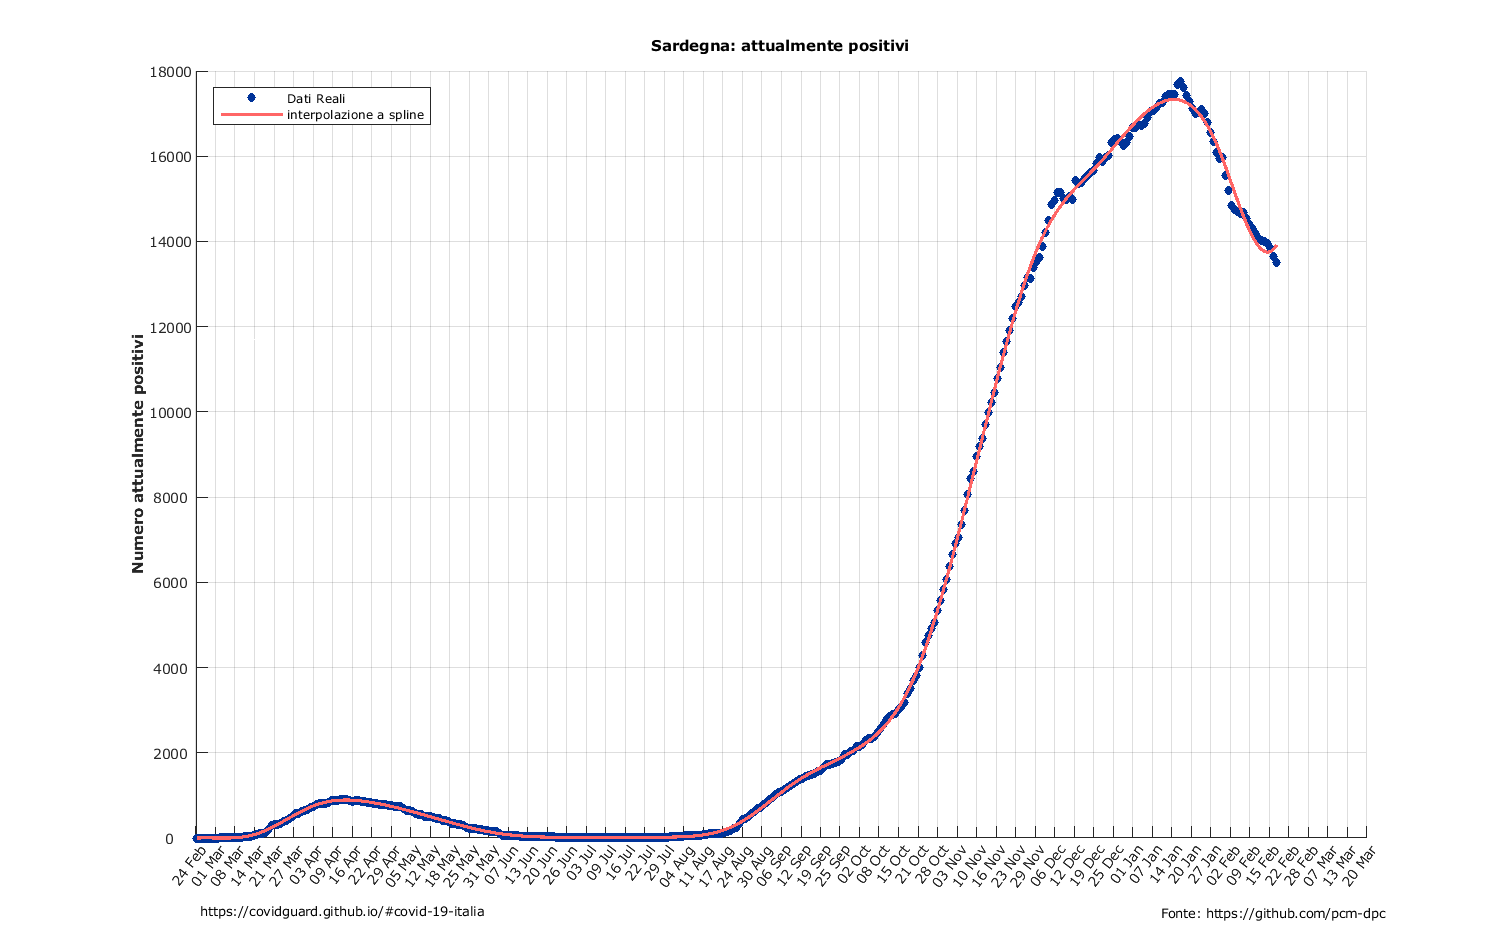 Sardegna: attualmente positivi
Dati Reali
interpolazione a spline
Numero attualmente positivi
18000
16000
14000
12000
10000
8000
6000
4000
2000
0
24 Feb
01 Mar
08 Mar
14 Mar
21 Mar
27 Mar
03 Apr
09 Apr
16 Apr
22 Apr
29 Apr
05 May
12 May
18 May
25 May
31 May
07 Jun
13 Jun
20 Jun
26 Jun
03 Jul
09 Jul
16 Jul
22 Jul
29 Jul
04 Aug
11 Aug
17 Aug
24 Aug
30 Aug
06 Sep
12 Sep
19 Sep
25 Sep
02 Oct
08 Oct
15 Oct
21 Oct
28 Oct
03 Nov
10 Nov
16 Nov
23 Nov
29 Nov
06 Dec
12 Dec
19 Dec
25 Dec
01 Jan
07 Jan
14 Jan
20 Jan
27 Jan
02 Feb
09 Feb
15 Feb
22 Feb
28 Feb
07 Mar
13 Mar
20 Mar
https://covidguard.github.io/#covid-19-italia
Fonte: https://github.com/pcm-dpc